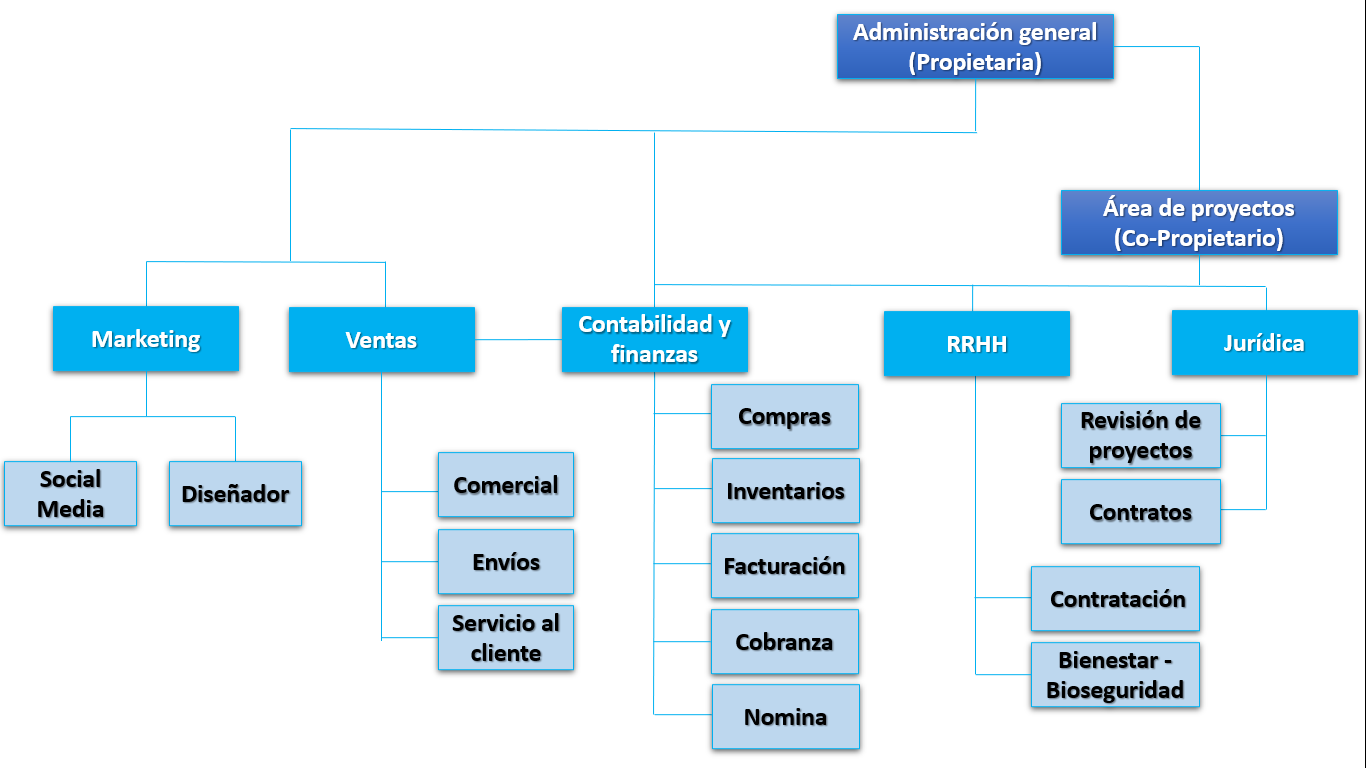 Administración general
(Propietaria)
Área de proyectos
(Co-Propietario)
Marketing
Ventas
Contabilidad y
finanzas
RRHH
Jurídica
Social
Media
Diseñador
Comercial
Envíos
Servicio al
cliente
Compras
Inventarios
Facturación
Cobranza
Nomina
Contratación
Bienestar -
Bioseguridad
Revisión de
proyectos
Contratos